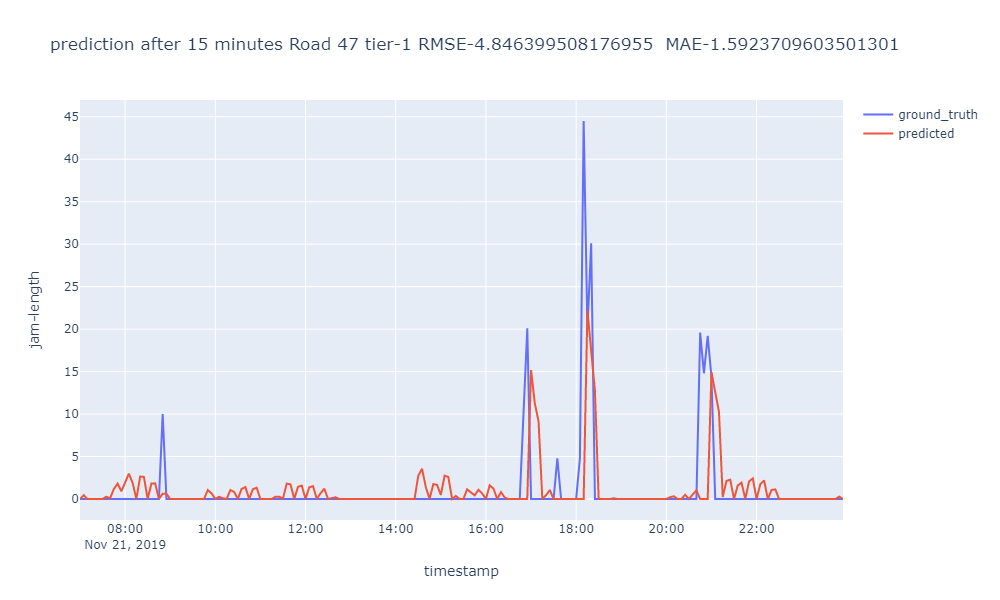 prediction after 15 minutes Road 47 tier-1 RMSE-4.846399508176955  MAE-1.5923709603501301
ground_truth
predicted
45
40
35
30
25
20
15
10
5
0
jam-length
08:00 10:00 12:00 14:00 16:00 18:00 20:00 22:00
Nov 21, 2019
timestamp